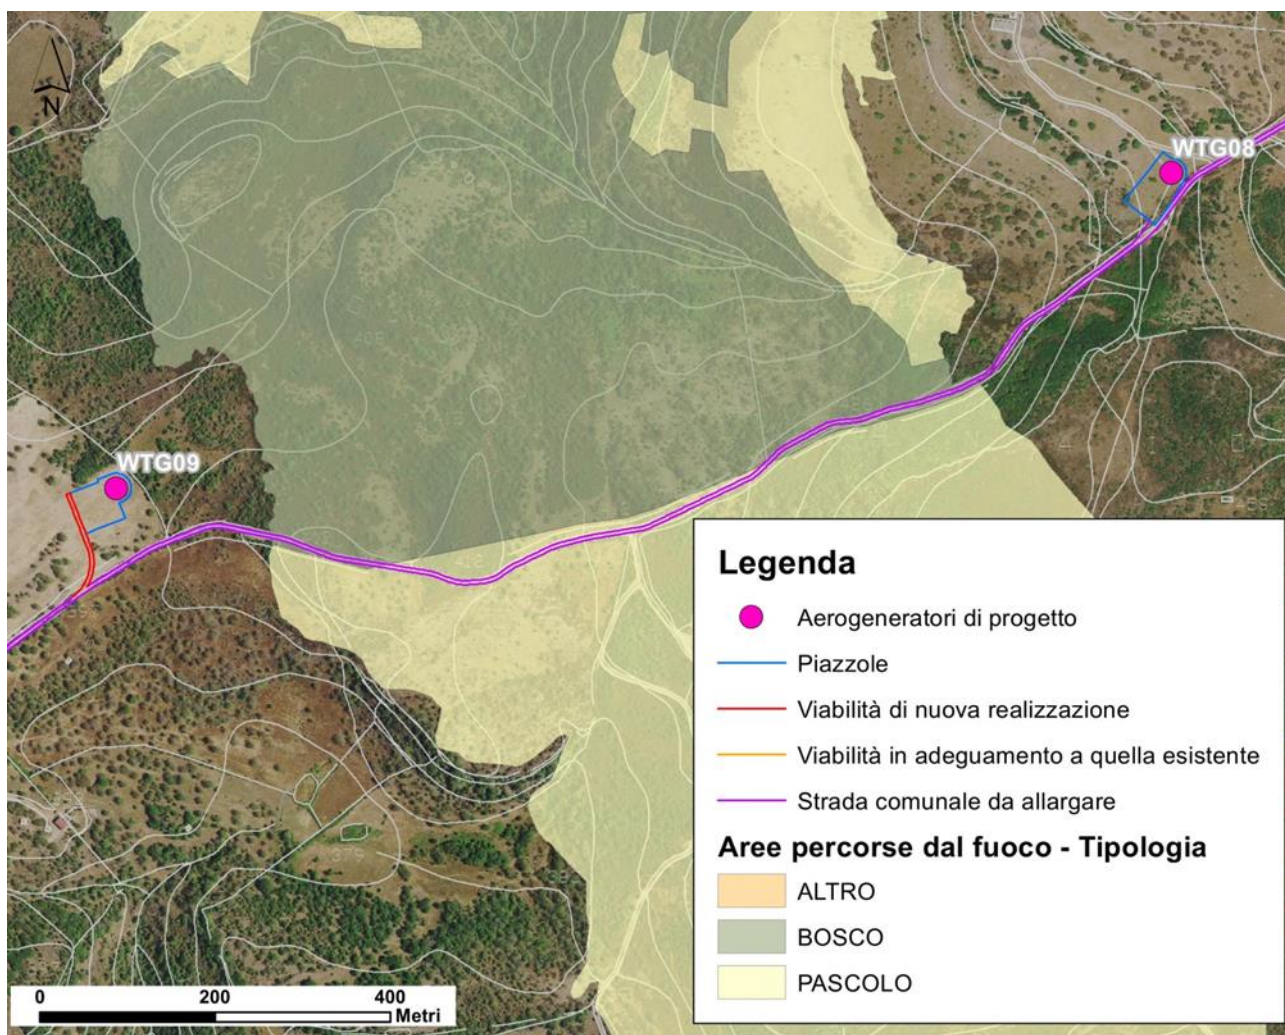 N
WTG08
WTG09
Legenda
Aerogeneratori di progetto
Piazzole
Viabilità di nuova realizzazione
Viabilità in adeguamento a quella esistente
Strada comunale da allargare
Aree percorse dal fuoco - Tipologia
ALTRO
BOSCO
PASCOLO
0 200 400
Metri